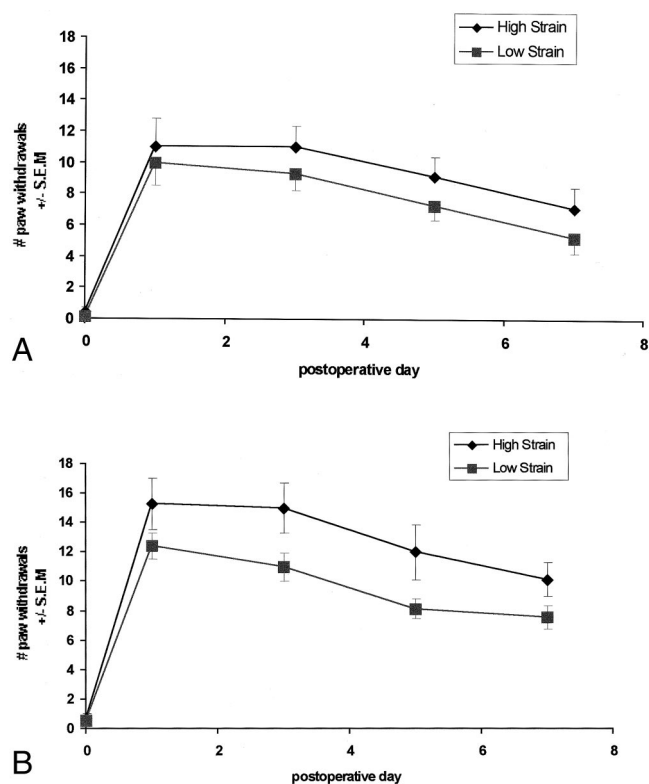 High Strain
Low Strain
18
16
14
12
10
8
6
4
2
0
# paw withdrawals
+/- S.E.M
0 2 4 6 8
postoperative day
A
High Strain
Low Strain
18
16
14
12
10
8
6
4
2
0
# paw withdrawals
+/- S.E.M
0 2 4 6 8
postoperative day
B